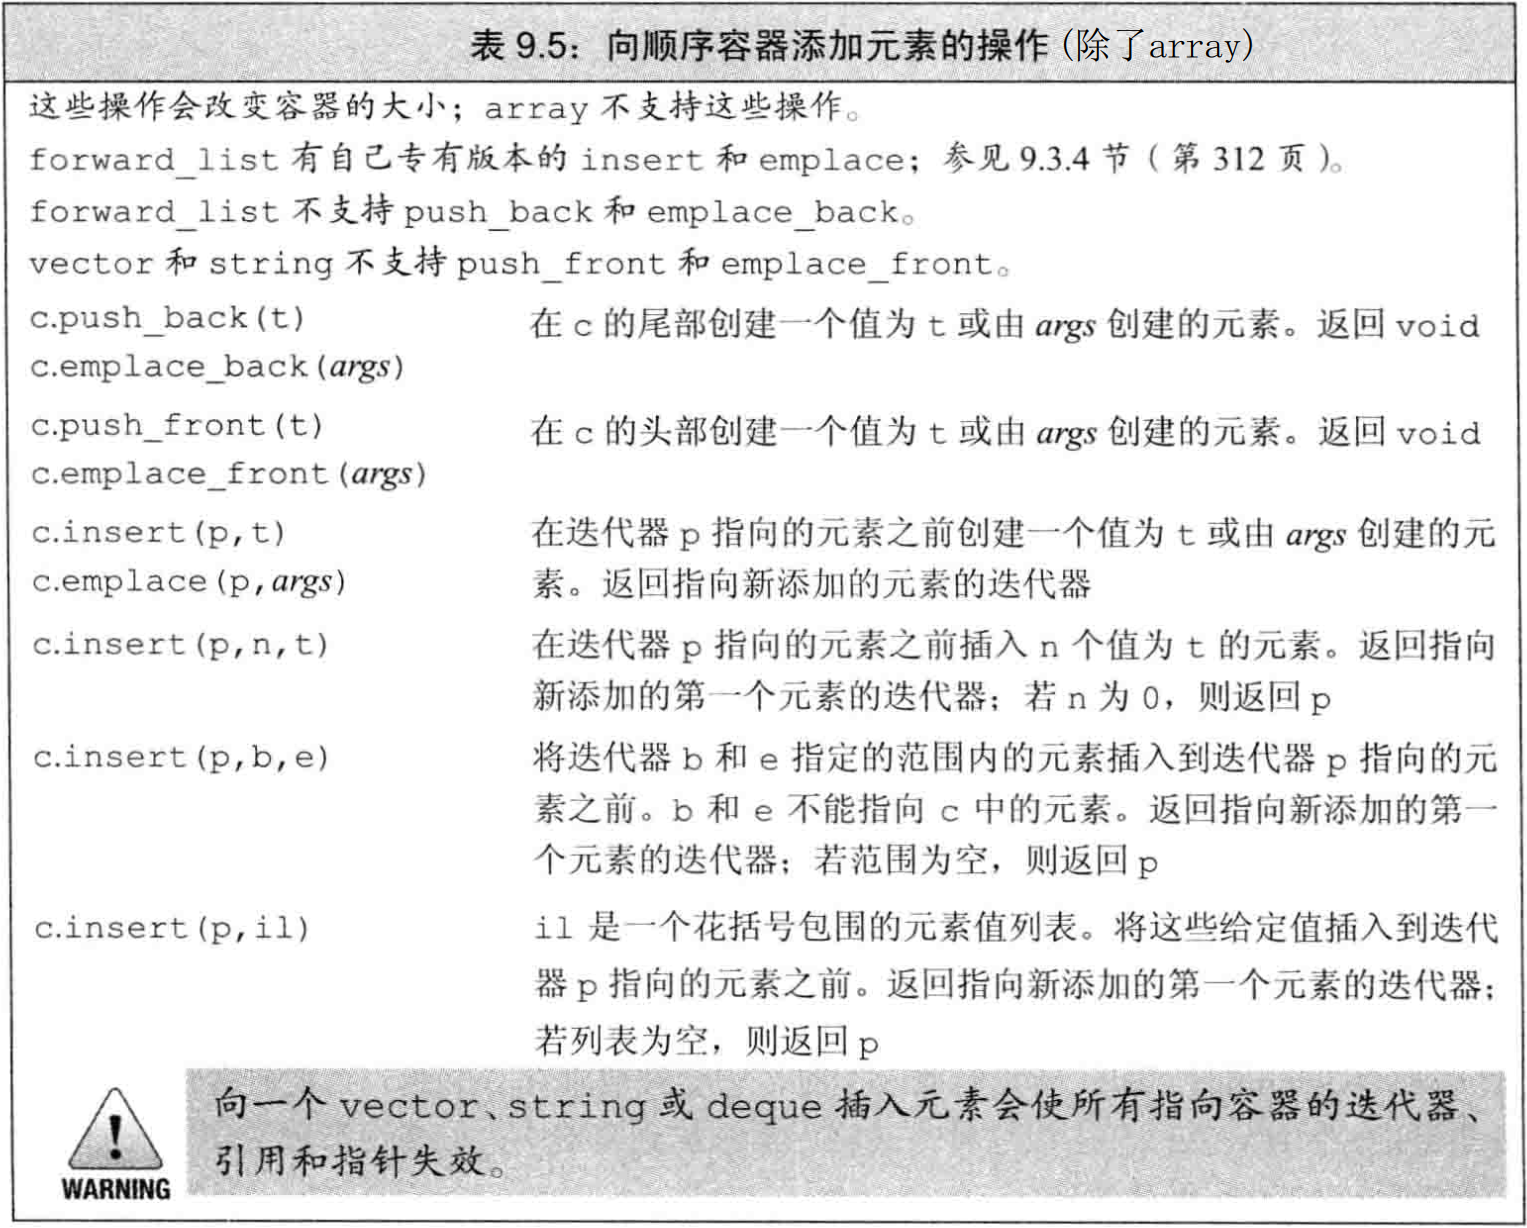 表 9.5：向顺序容器添加元素的操作(除了array)
这些操作会改变容器的大小；array 不支持这些操作。
forward_list 有自己专有版本的 insert 和 emplace；参见 9.3.4 节（第 312 页）。
forward_list 不支持 push_back 和 emplace_back。
vector 和 string 不支持 push_front 和 emplace_front。
c.push_back(t) 在 c 的尾部创建一个值为 t 或由 args 创建的元素。返回 void
c.emplace_back(args)
c.push_front(t) 在 c 的头部创建一个值为 t 或由 args 创建的元素。返回 void
c.emplace_front(args)
c.insert(p,t) 在迭代器 p 指向的元素之前创建一个值为 t 或由 args 创建的元
c.emplace(p,args) 素。返回指向新添加的元素的迭代器
c.insert(p,n,t) 在迭代器 p 指向的元素之前插入 n 个值为 t 的元素。返回指向
新添加的第一个元素的迭代器；若 n 为 0，则返回 p
c.insert(p,b,e) 将迭代器 b 和 e 指定的范围内的元素插入到迭代器 p 指向的元
素之前。b 和 e 不能指向 c 中的元素。返回指向新添加的第一
个元素的迭代器；若范围为空，则返回 p
c.insert(p,il) il 是一个花括号包围的元素值列表。将这些给定值插入到迭代
器 p 指向的元素之前。返回指向新添加的第一个元素的迭代器；
若列表为空，则返回 p
向一个 vector、string 或 deque 插入元素会使所有指向容器的迭代器、
引用和指针失效。
WARNING